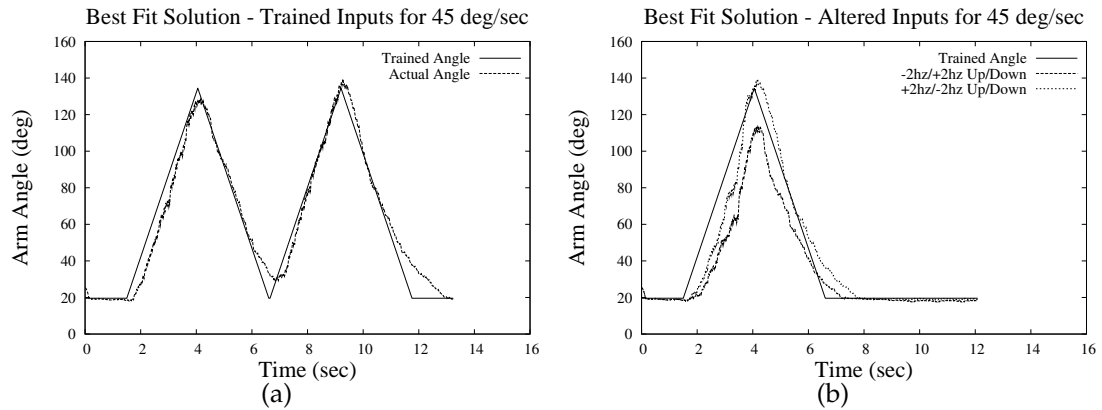 Best Fit Solution - Trained Inputs for 45 deg/sec
160
140
120
100
80
60
40
20
0
Arm Angle (deg)
Trained Angle
Actual Angle
0 2 4 6 8 10 12 14 16
Time (sec)
(a)
Best Fit Solution - Altered Inputs for 45 deg/sec
160
140
120
100
80
60
40
20
0
Arm Angle (deg)
Trained Angle
-2hz/+2hz Up/Down
+2hz/-2hz Up/Down
0 2 4 6 8 10 12 14 16
Time (sec)
(b)